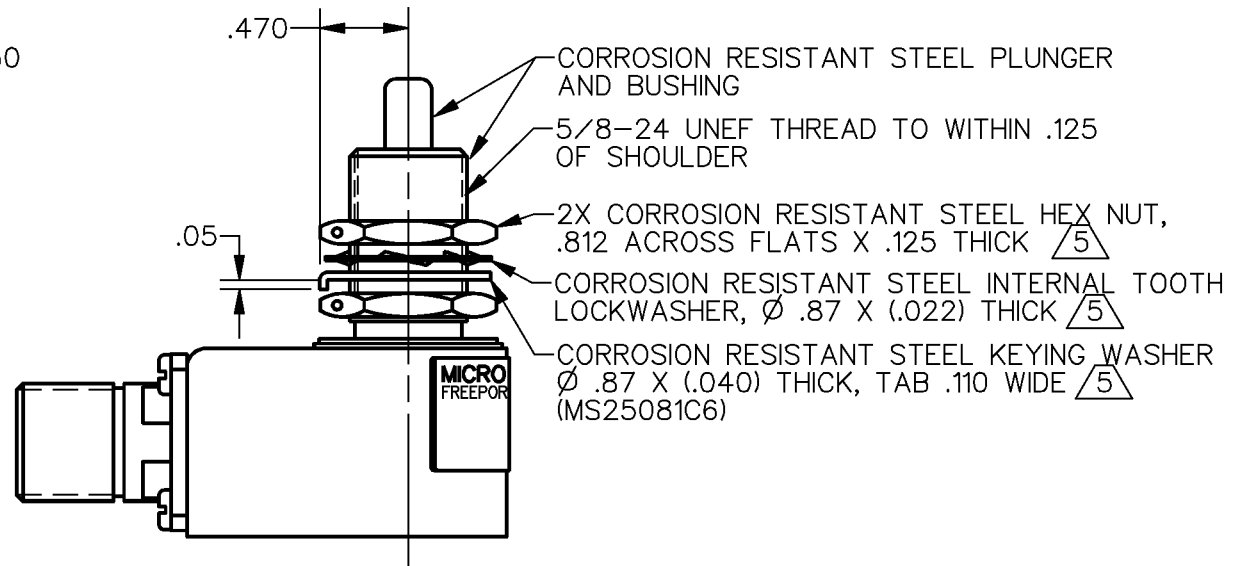 .470
CORROSION RESISTANT STEEL PLUNGER
AND BUSHING
5/8-24 UNEF THREAD TO WITHIN .125
OF SHOULDER
2X CORROSION RESISTANT STEEL HEX NUT,
.812 ACROSS FLATS X .125 THICK 5
.05
CORROSION RESISTANT STEEL INTERNAL TOOTH
LOCKWASHER, Ø .87 X (.022) THICK 5
CORROSION RESISTANT STEEL KEYING WASHER
Ø .87 X (.040) THICK, TAB .110 WIDE 5
(MS25081C6)
MICRO
FREEPOR